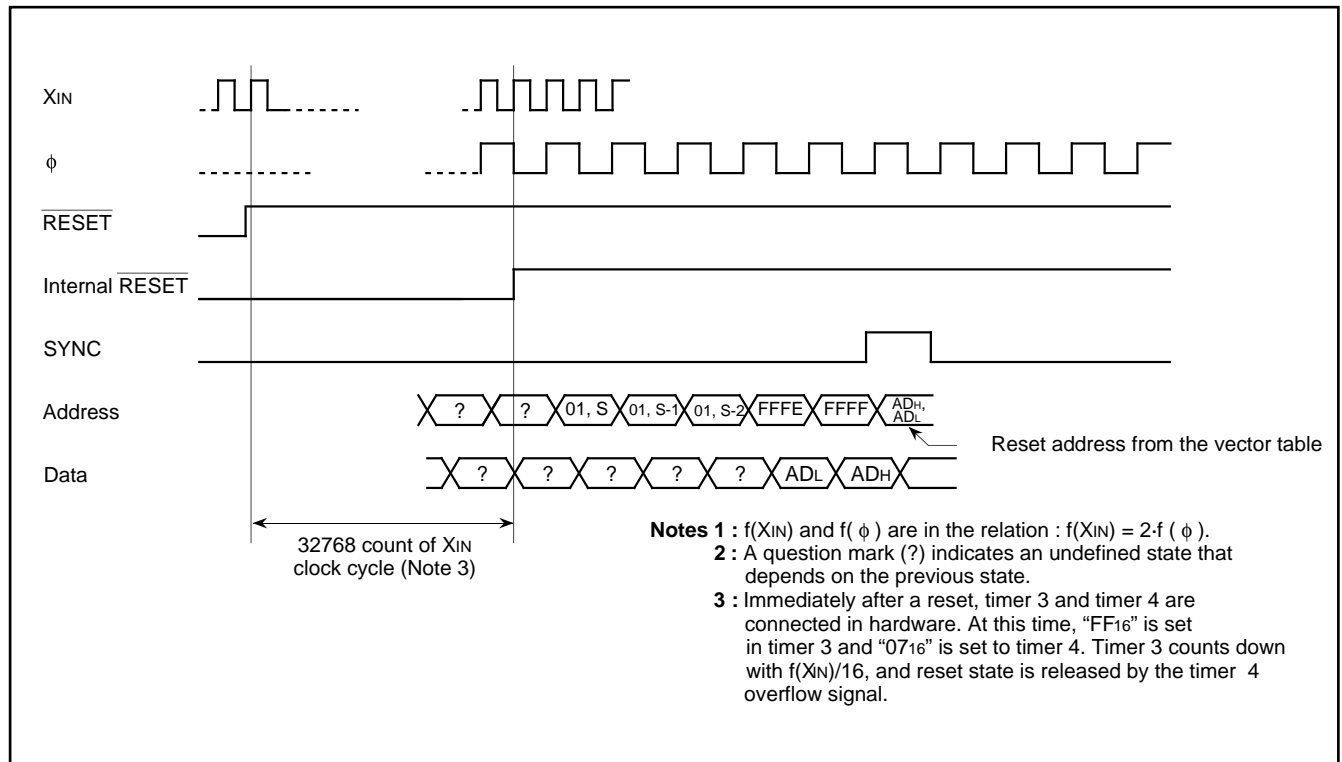 XIN
ϕ
RESET
Internal RESET
SYNC
Address
? ? 01, S 01, S-1 01, S-2 FFFE FFFF ADH,
ADL
Reset address from the vector table
Data
? ? ? ? ? ADL ADH
32768 count of XIN
clock cycle (Note 3)
Notes 1 : f(XIN) and f( ϕ ) are in the relation : f(XIN) = 2·f ( ϕ ).
2 : A question mark (?) indicates an undefined state that
depends on the previous state.
3 : Immediately after a reset, timer 3 and timer 4 are
connected in hardware. At this time, “FF16” is set
in timer 3 and “0716” is set to timer 4. Timer 3 counts down
with f(XIN)/16, and reset state is released by the timer 4
overflow signal.